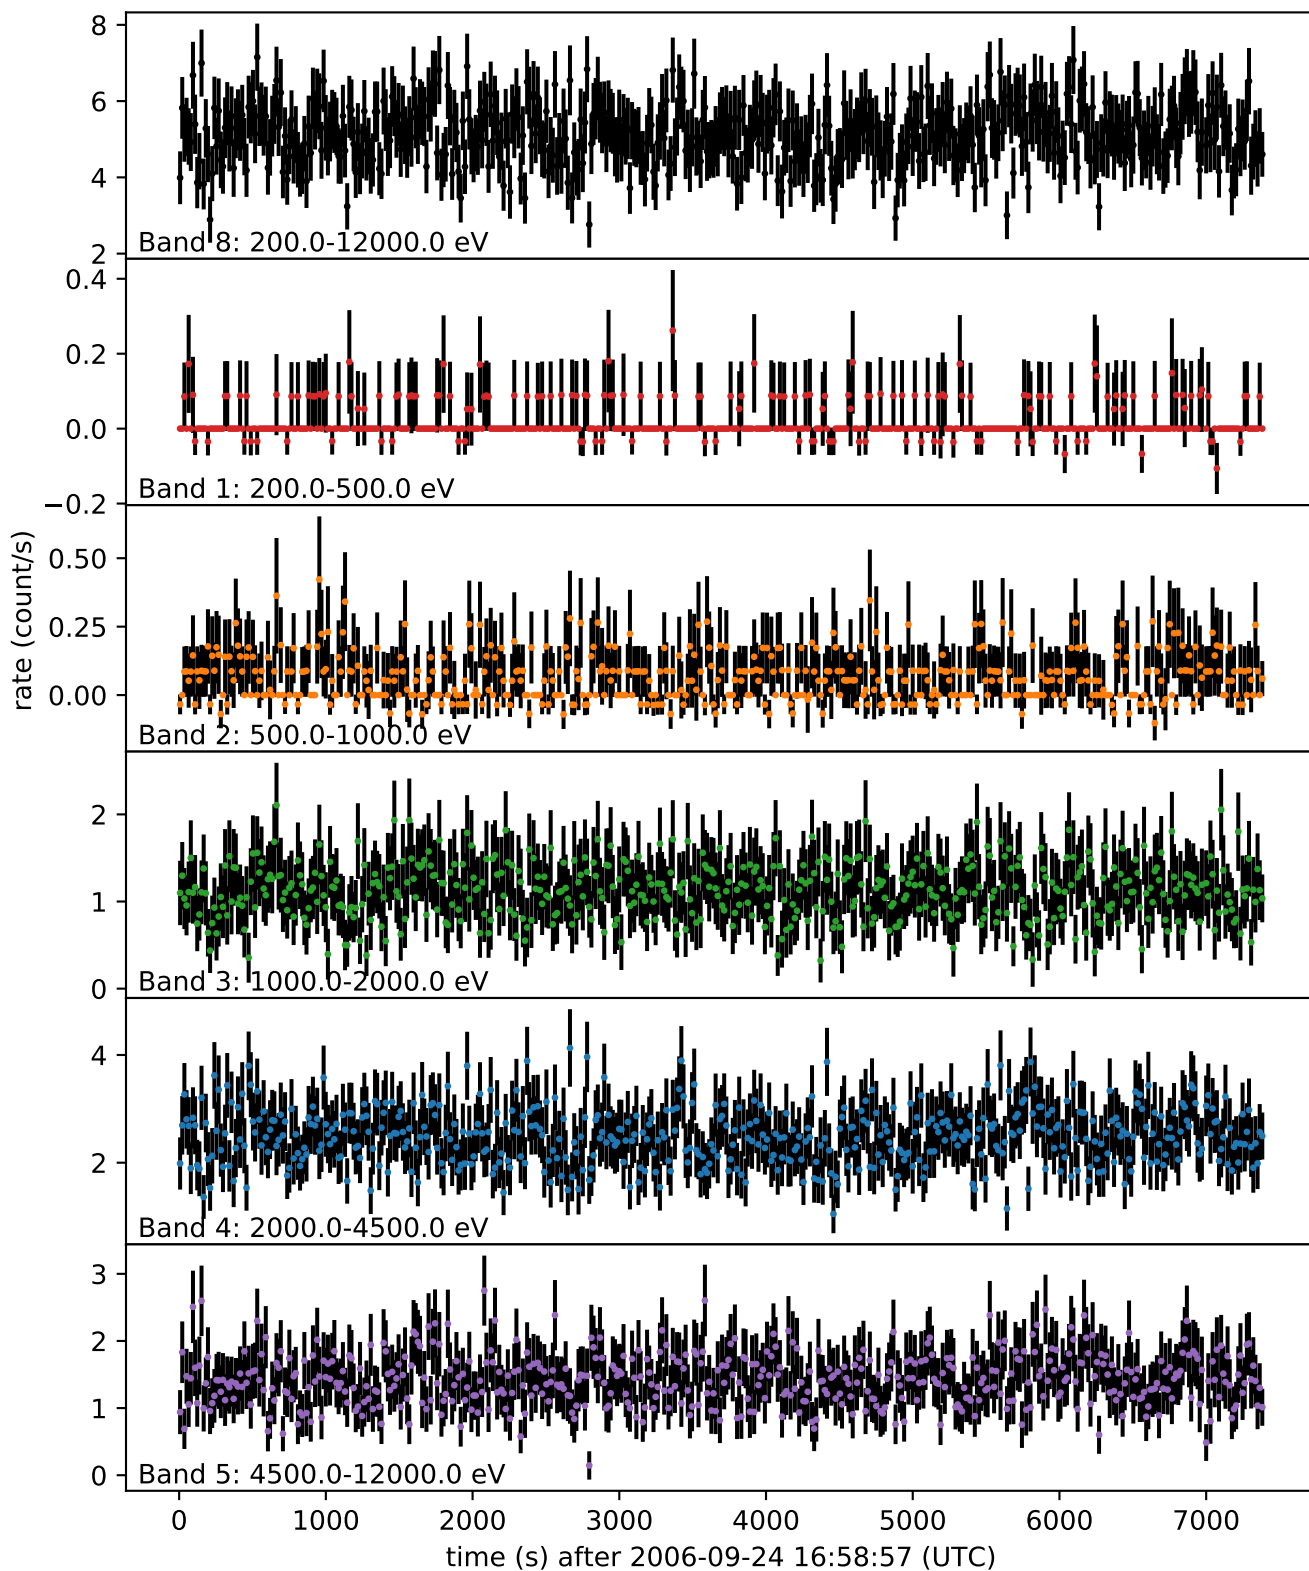 8
6
4
2
Band 8: 200.0-12000.0 eV
0.4
0.2
0.0
−0.2
Band 1: 200.0-500.0 eV
0.50
0.25
0.00
Band 2: 500.0-1000.0 eV
rate (count/s)
2
1
0
Band 3: 1000.0-2000.0 eV
4
2
Band 4: 2000.0-4500.0 eV
3
2
1
0
Band 5: 4500.0-12000.0 eV
0 1000 2000 3000 4000 5000 6000 7000
time (s) after 2006-09-24 16:58:57 (UTC)